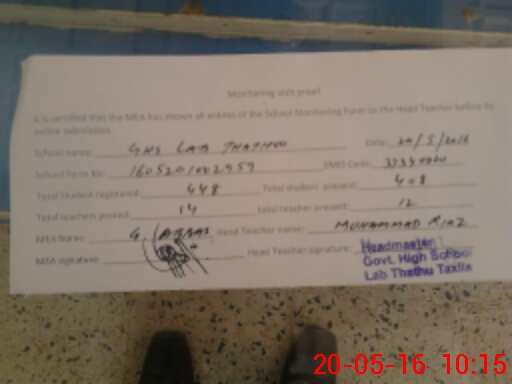 Monitoring visit proof
It is certified that the MEA has shown all entries of the School Monitoring Form to the Head Teacher before its
online submission.
School name: GHS LAB THATHOO Date: 20/5/2016
School Form No: EMIS Code:
Total Student registered: 448 Total student present: 408
Total teachers posted: 14 total teacher present: 12
MEA Name: G. ABBAS Head Teacher name: MUHAMMAD RIAZ
MEA signature: Head Teacher signature:
Headmaster
Govt. High School
Lab Thathu Taxila
20-05-16 10:15